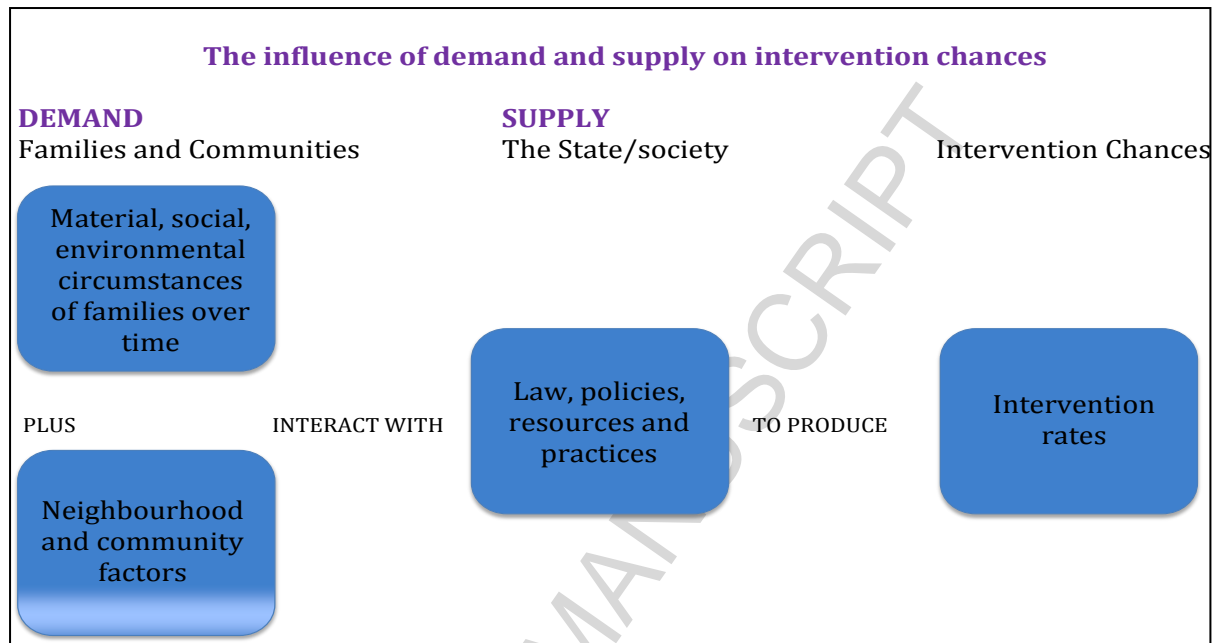 The influence of demand and supply on intervention chances
DEMAND
Families and Communities
SUPPLY
The State/society
Intervention Chances
Material, social,
environmental
circumstances
of families over
time
PLUS
INTERACT WITH
Law, policies,
resources and
practices
TO PRODUCE
Intervention
rates
Neighbourhood
and community
factors
MANUSCRIPT